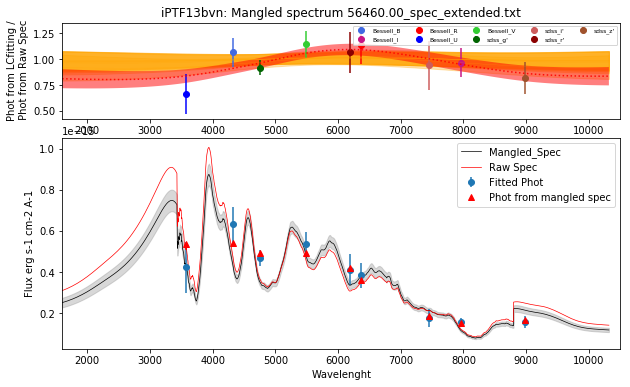 iPTF13bvn: Mangled spectrum 56460.00_spec_extended.txt
Phot from LCfitting /
Phot from Raw Spec
1.25
1.00
0.75
0.50
Bessell_B
Bessell_I
Bessell_R
Bessell_U
Bessell_V
sdss_g'
sdss_i'
sdss_r'
sdss_z'
2000 3000 4000 5000 6000 7000 8000 9000 10000
1e−15
Flux erg s-1 cm-2 A-1
1.0
0.8
0.6
0.4
0.2
Mangled_Spec
Raw Spec
Fitted Phot
Phot from mangled spec
2000 3000 4000 5000 6000 7000 8000 9000 10000
Wavelenght